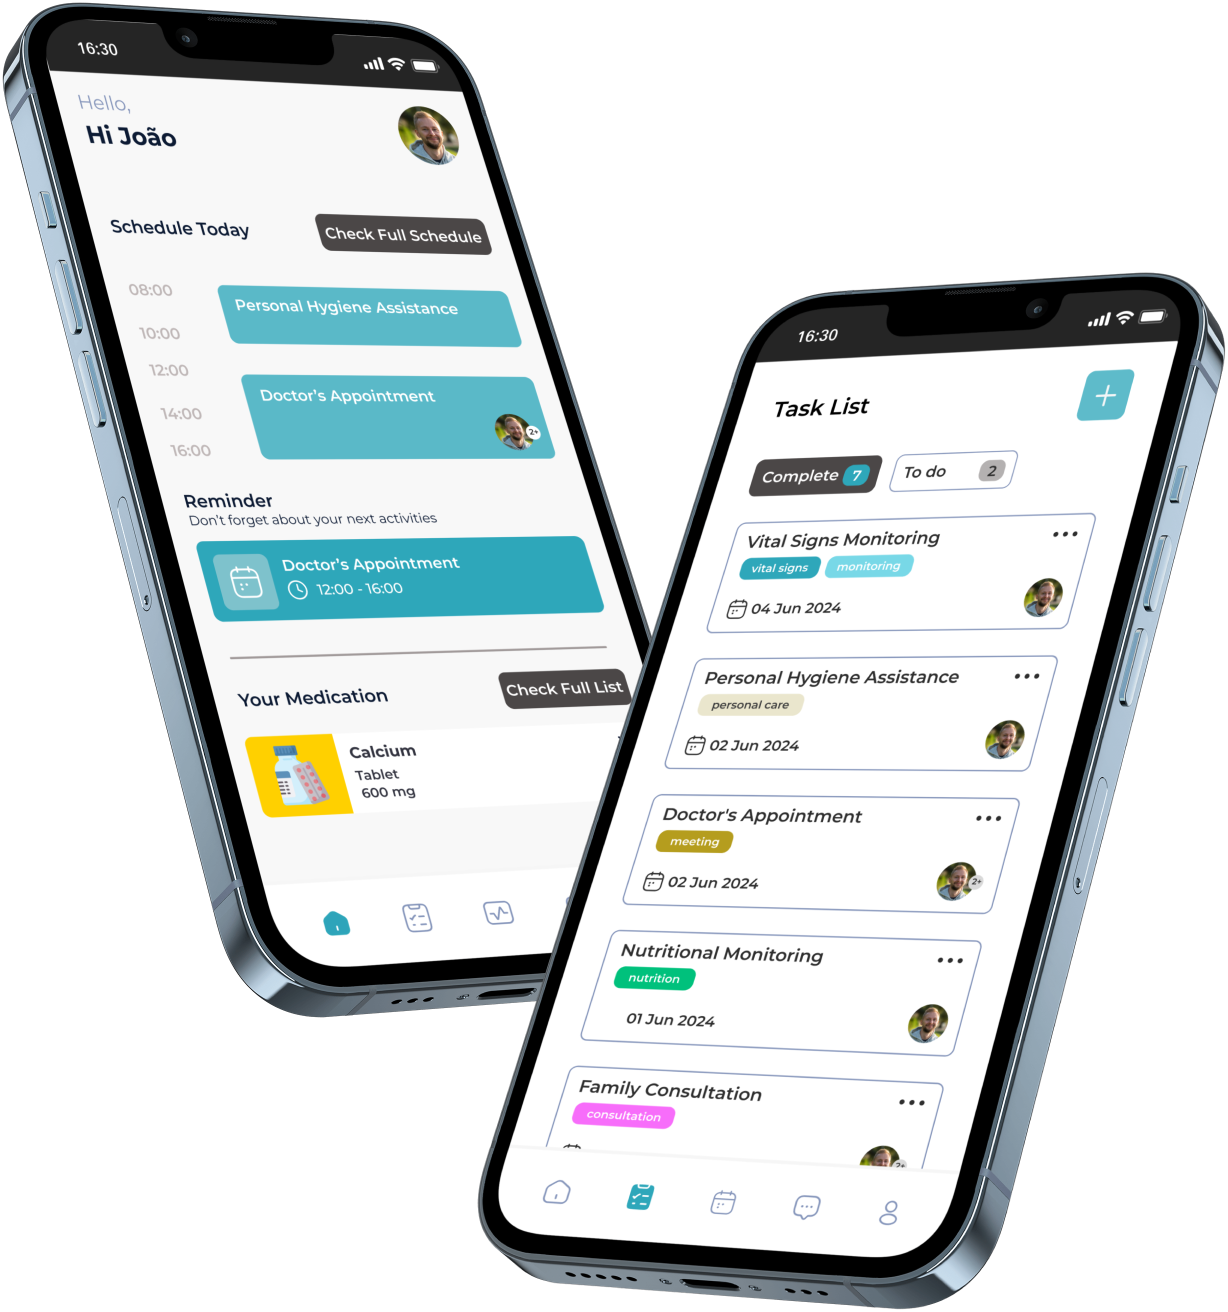 16:30
Hello,
Hi João
Schedule Today
Check Full Schedule
08:00
Personal Hygiene Assistance
10:00
12:00
Doctor's Appointment
14:00
2+
16:00
Reminder
Don't forget about your next activities
Doctor's Appointment
12:00 - 16:00
Your Medication
Check Full List
Calcium
Tablet
600 mg
16:30
Task List
+
Complete 7
To do 2
Vital Signs Monitoring
vital signs monitoring
04 Jun 2024
Personal Hygiene Assistance
personal care
02 Jun 2024
Doctor's Appointment
meeting
02 Jun 2024
2+
Nutritional Monitoring
nutrition
01 Jun 2024
Family Consultation
consultation
2+